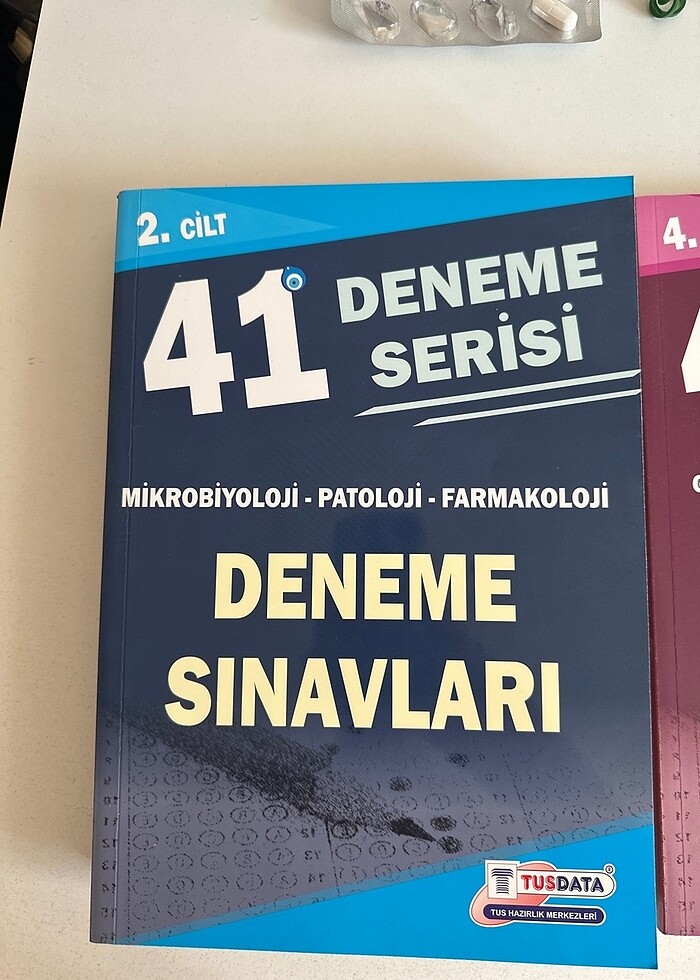 2. CİLT
41 DENEME
SERİSİ
MİKROBİYOLOJİ - PATOLOJİ - FARMAKOLOJİ
DENEME
SINAVLARI
TUSDATA
TUS HAZIRLIK MERKEZLERİ
4.